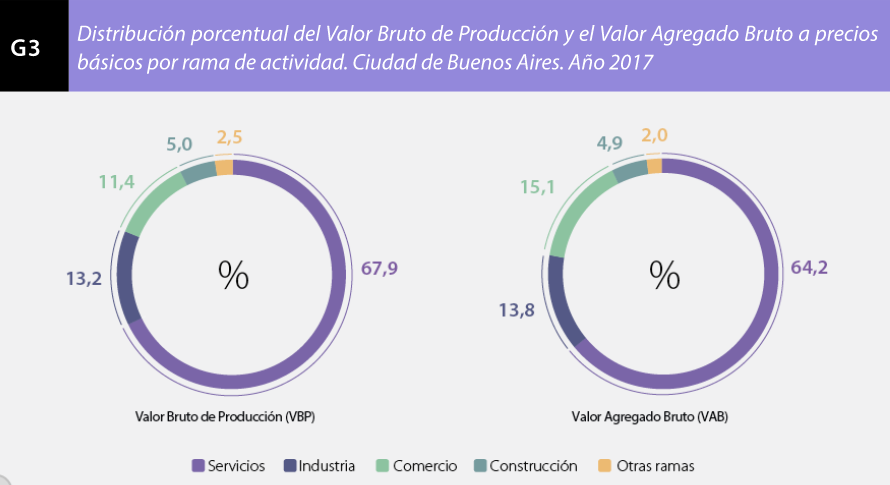 G3
Distribución porcentual del Valor Bruto de Producción y el Valor Agregado Bruto a precios
básicos por rama de actividad. Ciudad de Buenos Aires. Año 2017
5,0
2,5
11,4
13,2
%
67,9
Valor Bruto de Producción (VBP)
4,9
2,0
15,1
13,8
%
64,2
Valor Agregado Bruto (VAB)
Servicios Industria Comercio Construcción Otras ramas